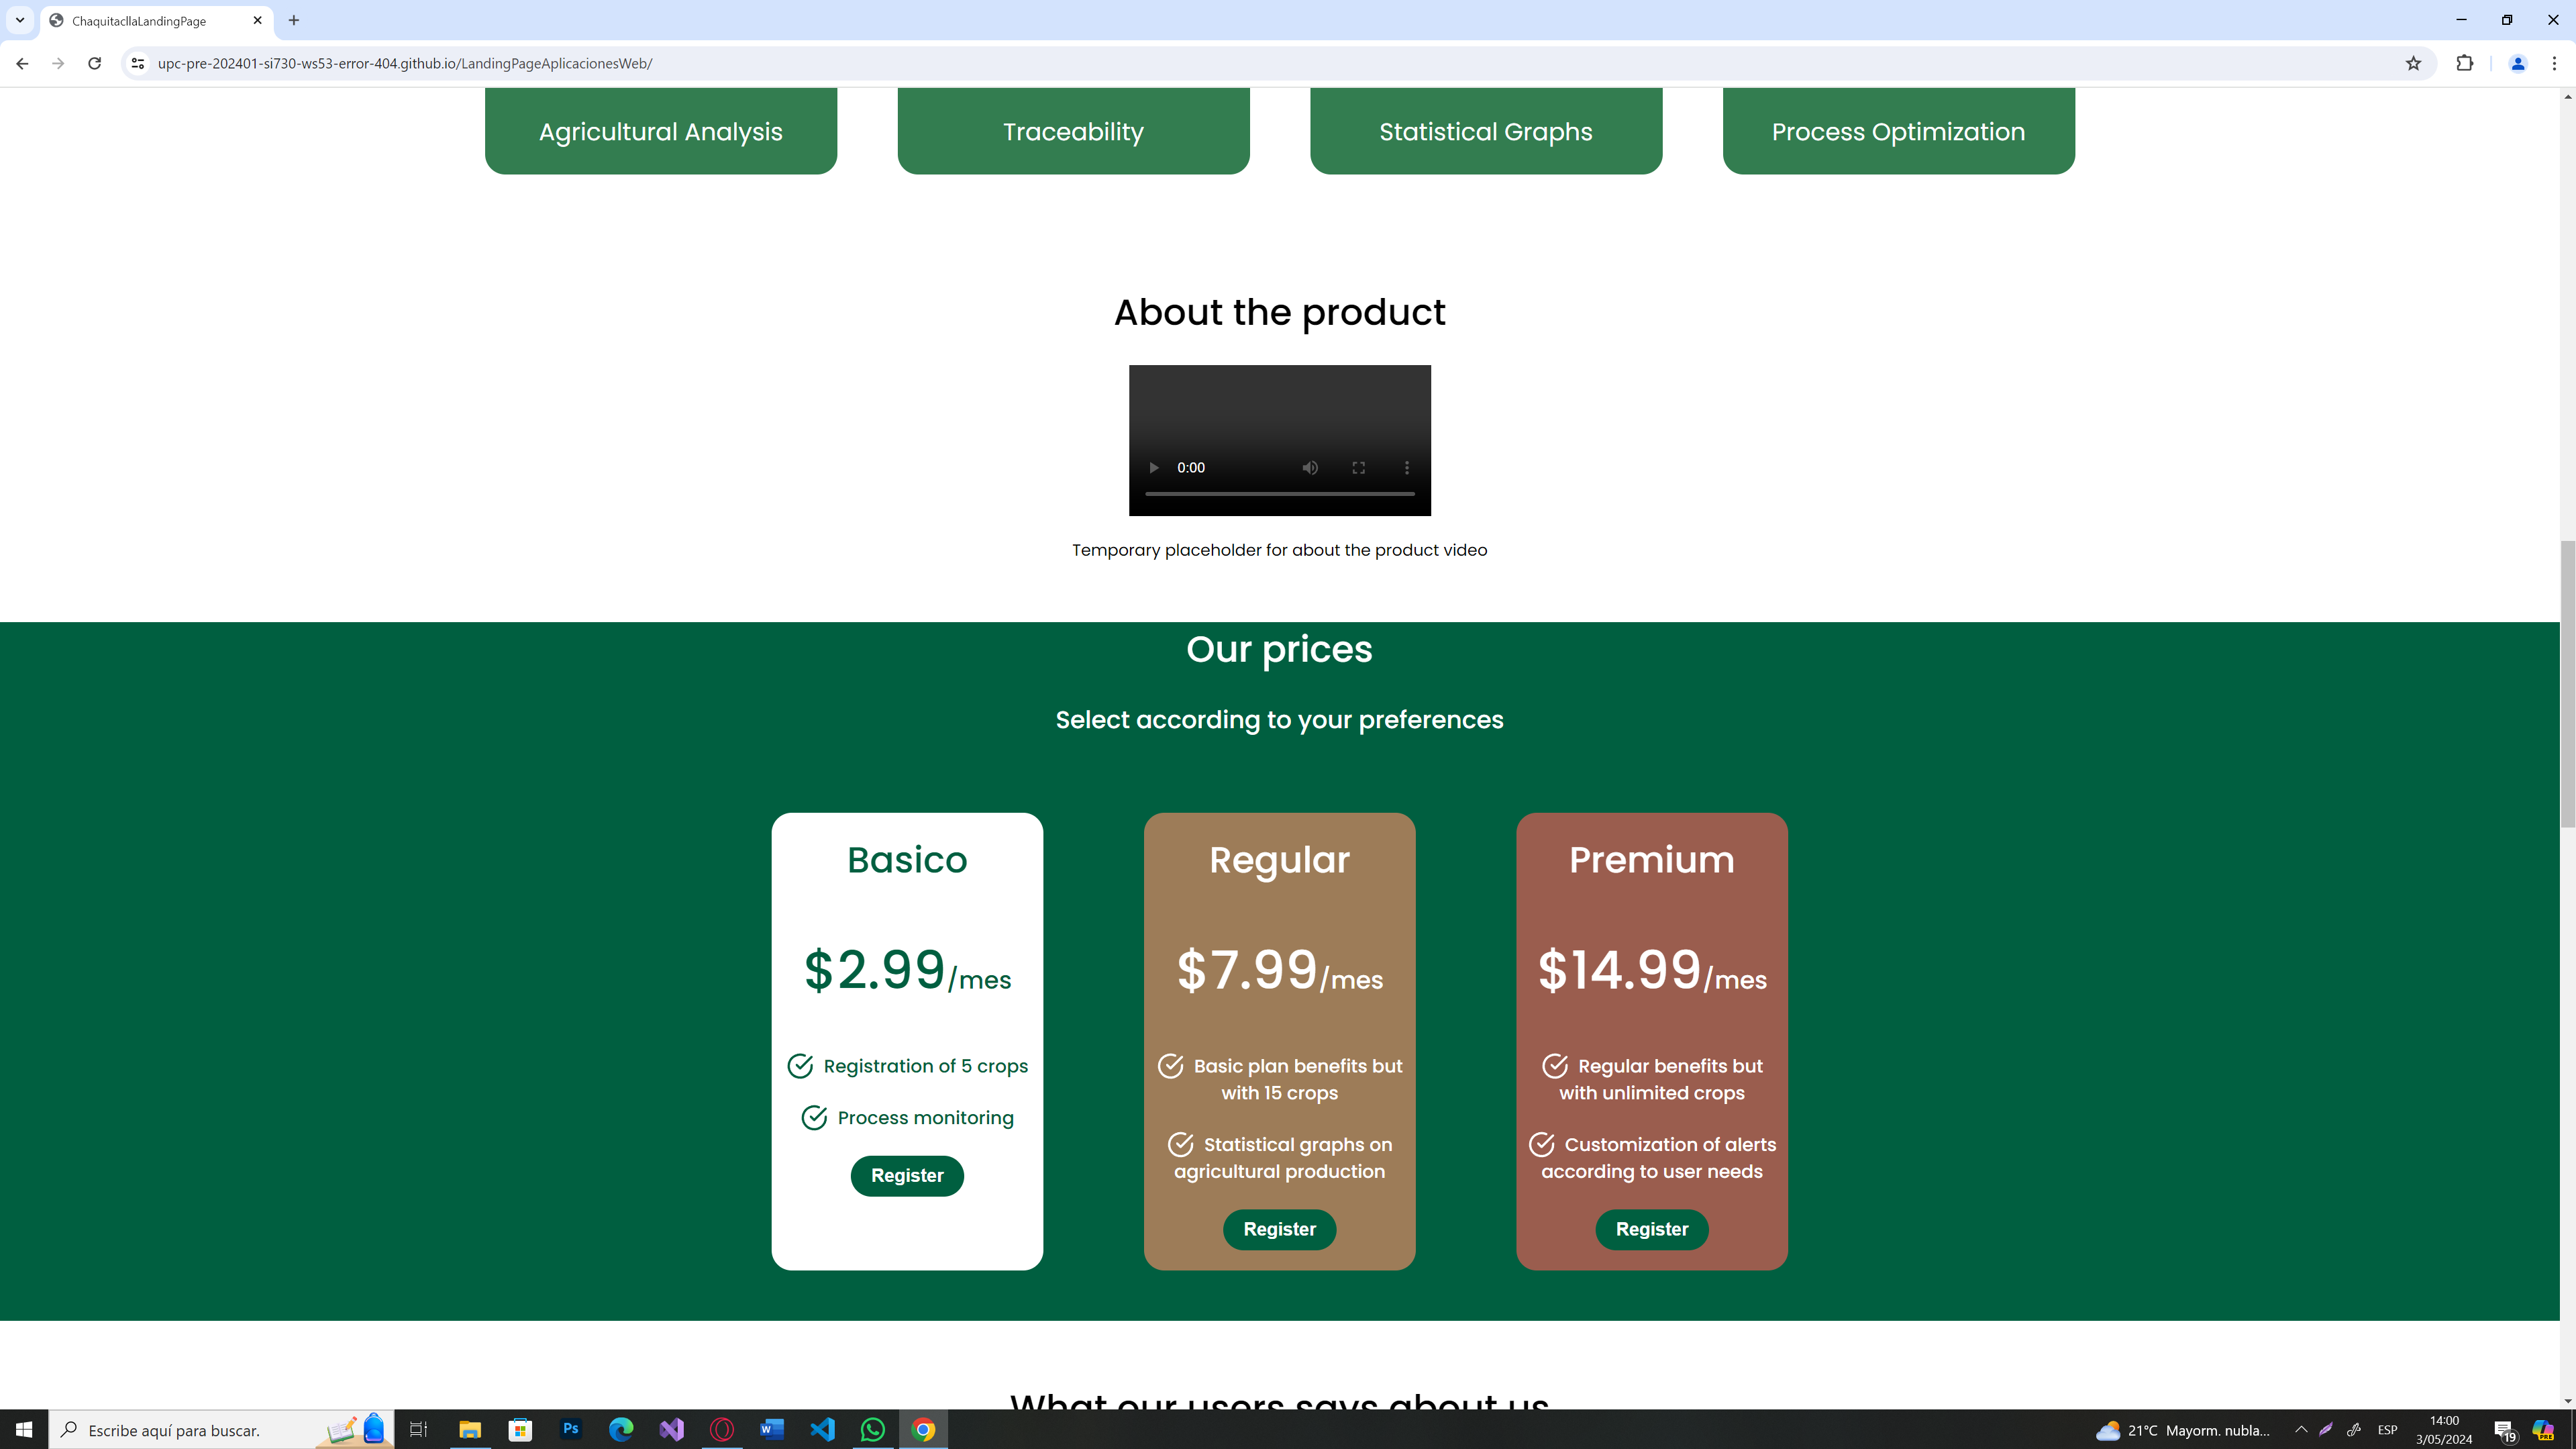 ChaquitacllaLandingPage
upc-pre-202401-si730-ws53-error-404.github.io/LandingPageAplicacionesWeb/
Agricultural Analysis
Traceability
Statistical Graphs
Process Optimization
About the product
0:00
Temporary placeholder for about the product video
Our prices
Select according to your preferences
Basico
$2.99/mes
Registration of 5 crops
Process monitoring
Register
Regular
$7.99/mes
Basic plan benefits but
with 15 crops
Statistical graphs on
agricultural production
Register
Premium
$14.99/mes
Regular benefits but
with unlimited crops
Customization of alerts
according to user needs
Register
What our users says about us
Escribe aquí para buscar.
Ps
W
21°C Mayorm. nubla...
ESP
14:00
3/05/2024
19
PRE